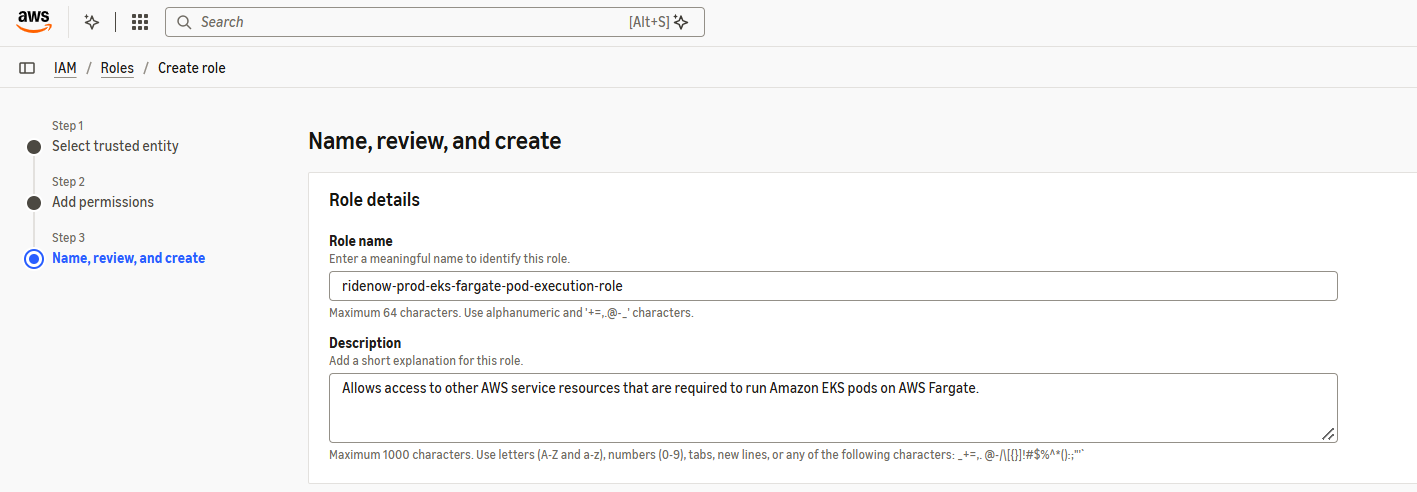 aws
Search [Alt+S]
IAM / Roles / Create role
Step 1
Select trusted entity
Step 2
Add permissions
Step 3
Name, review, and create
Name, review, and create
Role details
Role name
Enter a meaningful name to identify this role.
ridenow-prod-eks-fargate-pod-execution-role
Maximum 64 characters. Use alphanumeric and '+=,.@-_' characters.
Description
Add a short explanation for this role.
Allows access to other AWS service resources that are required to run Amazon EKS pods on AWS Fargate.
Maximum 1000 characters. Use letters (A-Z and a-z), numbers (0-9), tabs, new lines, or any of the following characters: _+=,. @-/\[{}]!#$%^*();:"'`